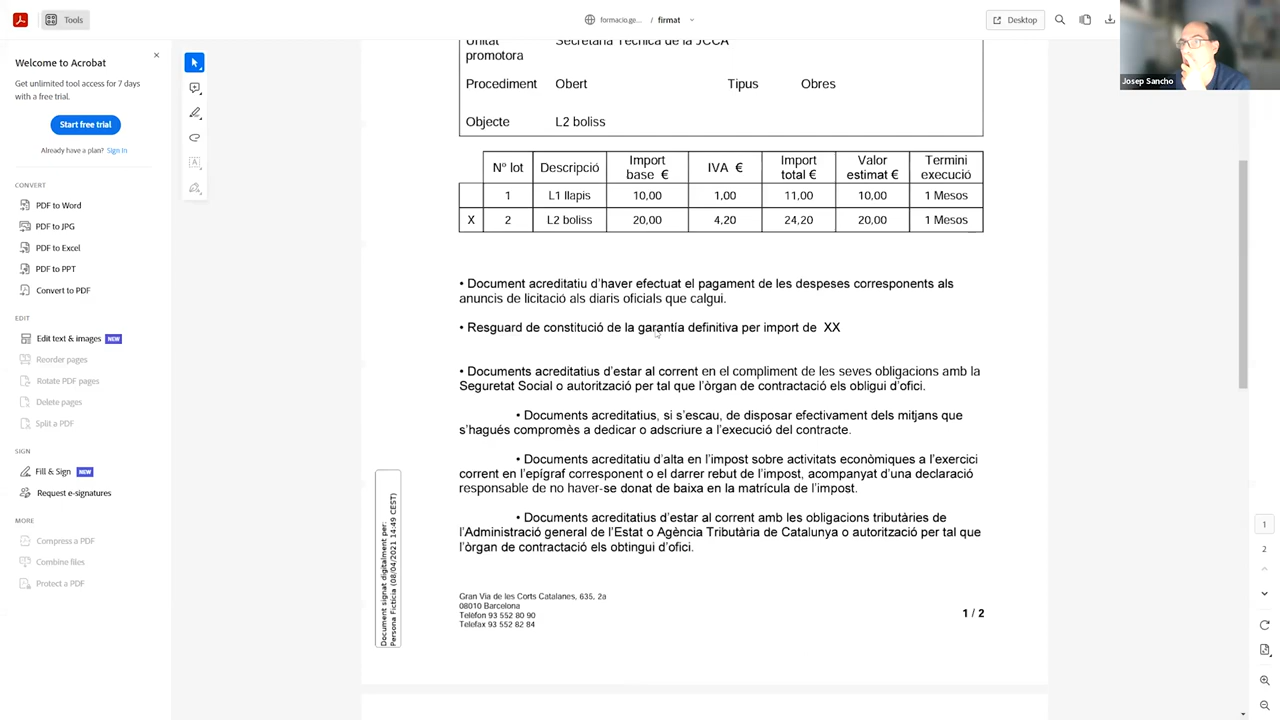 Tools
formacio.ge... / firmat
Desktop
Josep Sancho
Welcome to Acrobat
Get unlimited tool access for 7 days
with a free trial.
Start free trial
Already have a plan? Sign in
CONVERT
PDF to Word
PDF to JPG
PDF to Excel
PDF to PPT
Convert to PDF
EDIT
Edit text & images NEW
Reorder pages
Rotate PDF pages
Delete pages
Split a PDF
SIGN
Fill & Sign NEW
Request e-signatures
MORE
Compress a PDF
Combine files
Protect a PDF
Unitat promotora Secretaria Tècnica de la JCCA
Procediment Obert Tipus Obres
Objecte L2 boliss
Nº lot Descripció Import base € IVA € Import total € Valor estimat € Termini execució
1 L1 llapis 10,00 1,00 11,00 10,00 1 Mesos
X 2 L2 boliss 20,00 4,20 24,20 20,00 1 Mesos
• Document acreditatiu d'haver efectuat el pagament de les despeses corresponents als
anuncis de licitació als diaris oficials que calgui.
• Resguard de constitució de la garantía definitiva per import de XX
• Documents acreditatius d'estar al corrent en el compliment de les seves obligacions amb la
Seguretat Social o autorització per tal que l'òrgan de contractació els obligui d'ofici.
• Documents acreditatius, si s'escau, de disposar efectivament dels mitjans que
s'hagués compromès a dedicar o adscriure a l'execució del contracte.
• Documents acreditatiu d'alta en l'impost sobre activitats econòmiques a l'exercici
corrent en l'epígraf corresponent o el darrer rebut de l'impost, acompanyat d'una declaració
responsable de no haver-se donat de baixa en la matrícula de l'impost.
• Documents acreditatius d'estar al corrent amb les obligacions tributàries de
l'Administració general de l'Estat o Agència Tributària de Catalunya o autorització per tal que
l'òrgan de contractació els obtingui d'ofici.
Document signat digitalment per:
Persona Ficticia (08/04/2021 14:49 CEST)
Gran Via de les Corts Catalanes, 635, 2a
08010 Barcelona
Telèfon 93 552 80 90
Telefax 93 552 82 84
1 / 2
1
2